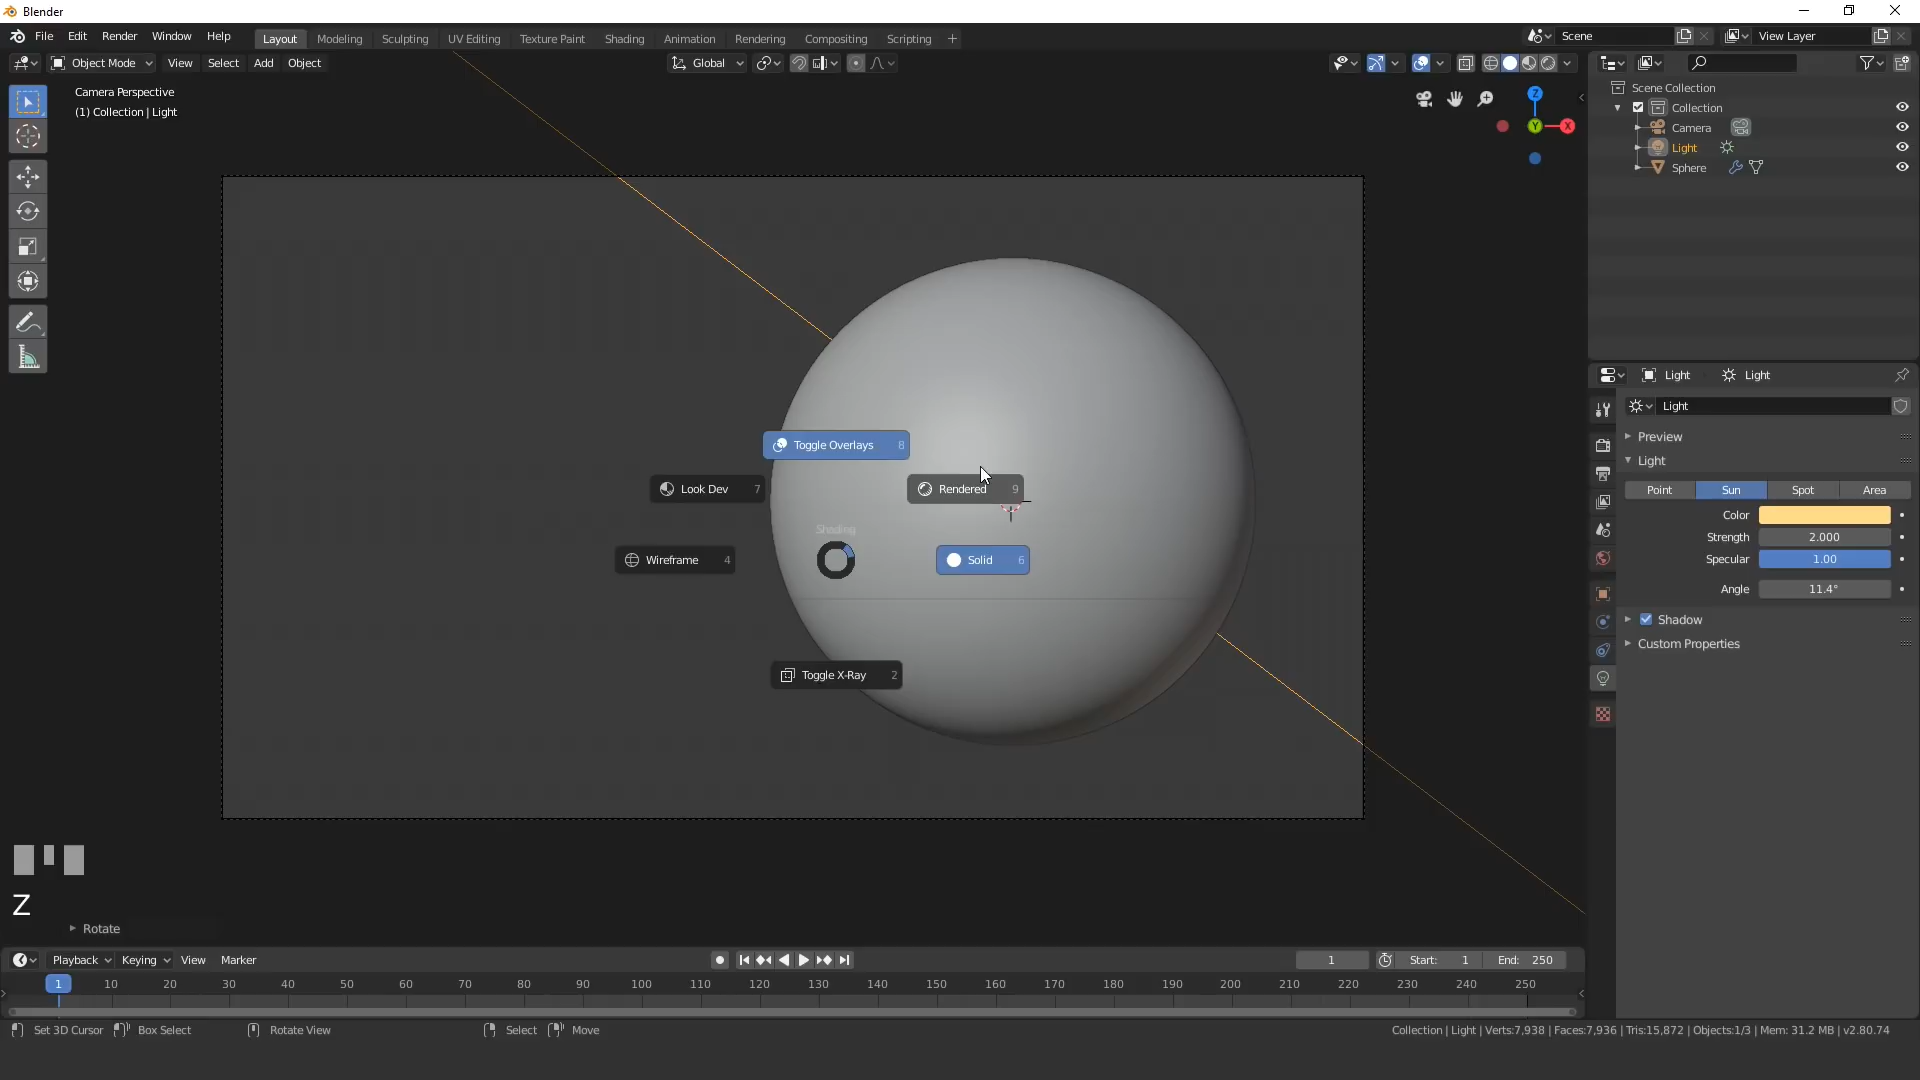 Blender
File Edit Render Window Help
Layout Modeling Sculpting UV Editing Texture Paint Shading Animation Rendering Compositing Scripting +
Scene
View Layer
Object Mode View Select Add Object
Global
Camera Perspective
(1) Collection | Light
Z
Y
X
Scene Collection
Collection
Camera
Light
Sphere
Toggle Overlays 8
Look Dev 7
Rendered 9
Shading
Wireframe 4
Solid 6
Toggle X-Ray 2
Light Light
Light
Preview
Light
Point Sun Spot Area
Color
Strength 2.000
Specular 1.00
Angle 11.4°
Shadow
Custom Properties
Z
Rotate
Playback Keying View Marker
1 Start: 1 End: 250
1 10 20 30 40 50 60 70 80 90 100 110 120 130 140 150 160 170 180 190 200 210 220 230 240 250
Set 3D Cursor Box Select Rotate View Select Move
Collection | Light | Verts:7,938 | Faces:7,936 | Tris:15,872 | Objects:1/3 | Mem: 31.2 MB | v2.80.74